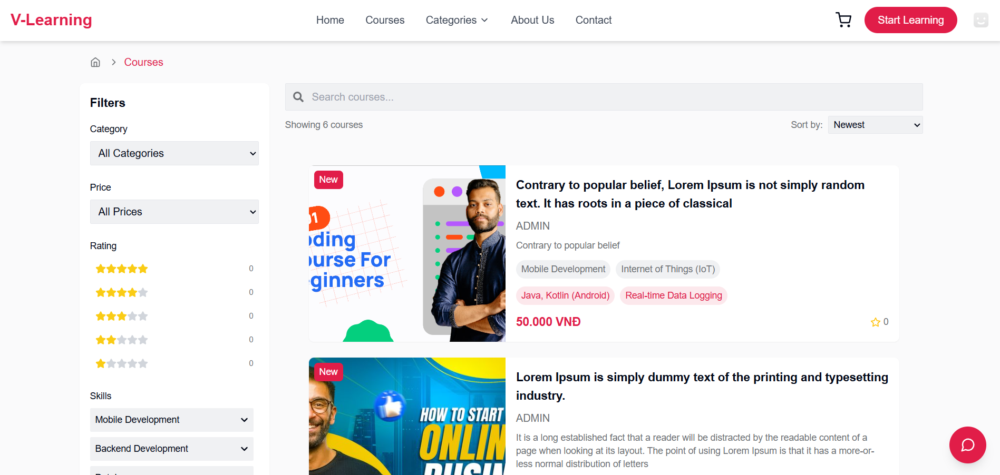 V-Learning
Home
Courses
Categories
About Us
Contact
Start Learning
Courses
Filters
Category
All Categories
Price
All Prices
Rating
0
0
0
0
0
Skills
Mobile Development
Backend Development
Search courses...
Showing 6 courses
Sort by:
Newest
New
01
oding
ourse For
eginners
Contrary to popular belief, Lorem Ipsum is not simply random
text. It has roots in a piece of classical
ADMIN
Contrary to popular belief
Mobile Development
Internet of Things (IoT)
Java, Kotlin (Android)
Real-time Data Logging
50.000 VNĐ
0
New
HOW TO START
ONLIN
BUSIN
Lorem Ipsum is simply dummy text of the printing and typesetting
industry.
ADMIN
It is a long established fact that a reader will be distracted by the readable content of a
page when looking at its layout. The point of using Lorem Ipsum is that it has a more-or-
less normal distribution of letters